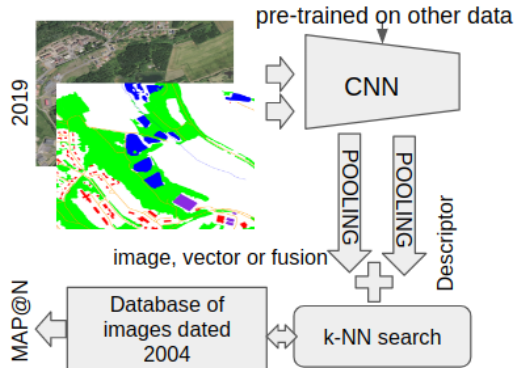 pre-trained on other data
2019
CNN
POOLING
POOLING
Descriptor
image, vector or fusion
MAP@N
Database of
images dated
2004
k-NN search